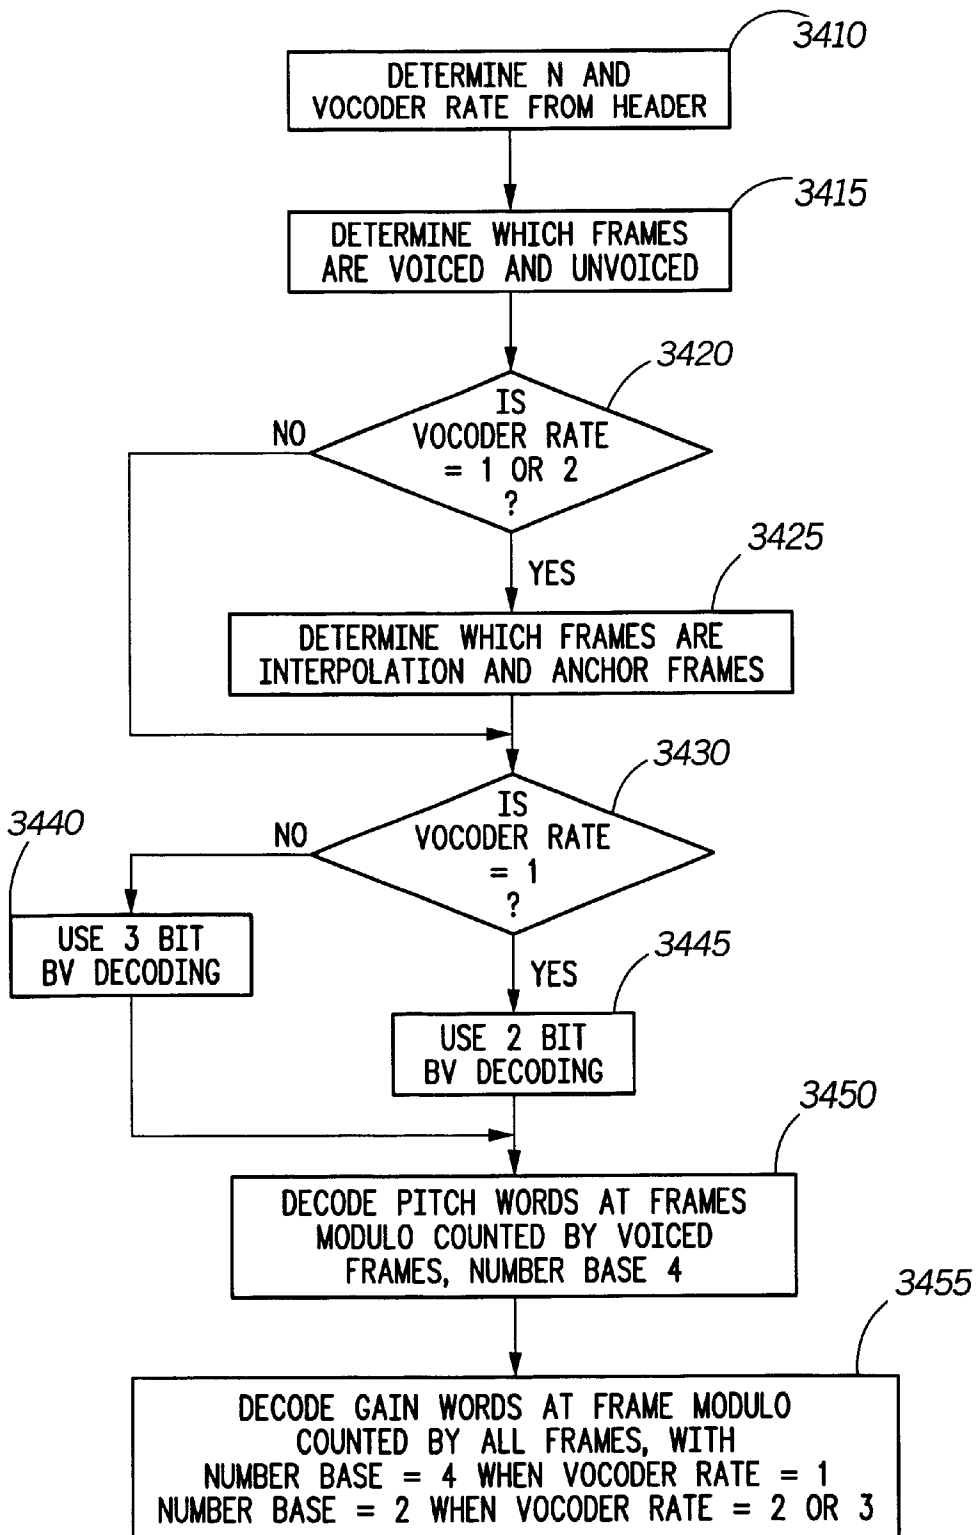 3410
DETERMINE N AND
VOCODER RATE FROM HEADER
3415
DETERMINE WHICH FRAMES
ARE VOICED AND UNVOICED
3420
IS
VOCODER RATE
= 1 OR 2
?
NO
YES
3425
DETERMINE WHICH FRAMES ARE
INTERPOLATION AND ANCHOR FRAMES
3430
IS
VOCODER RATE
= 1
?
NO
YES
3440
USE 3 BIT
BV DECODING
3445
USE 2 BIT
BV DECODING
3450
DECODE PITCH WORDS AT FRAMES
MODULO COUNTED BY VOICED
FRAMES, NUMBER BASE 4
3455
DECODE GAIN WORDS AT FRAME MODULO
COUNTED BY ALL FRAMES, WITH
NUMBER BASE = 4 WHEN VOCODER RATE = 1
NUMBER BASE = 2 WHEN VOCODER RATE = 2 OR 3